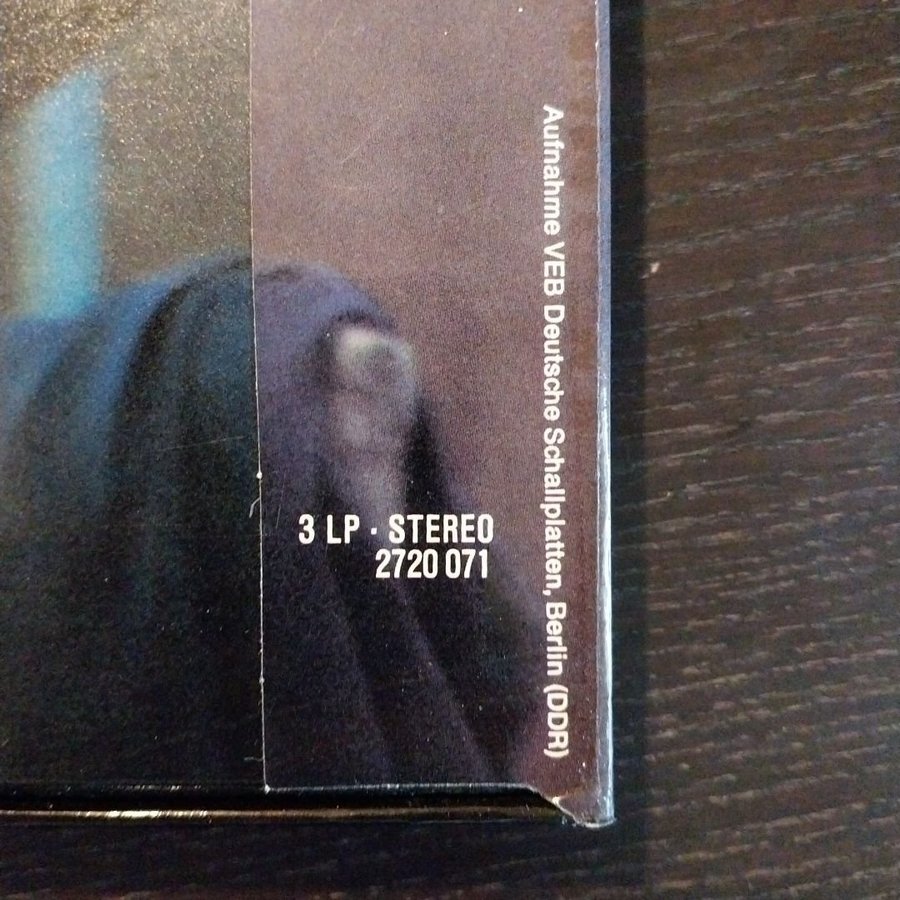 3 LP · STEREO
2720 071
Aufnahme VEB Deutsche Schallplatten, Berlin (DDR)